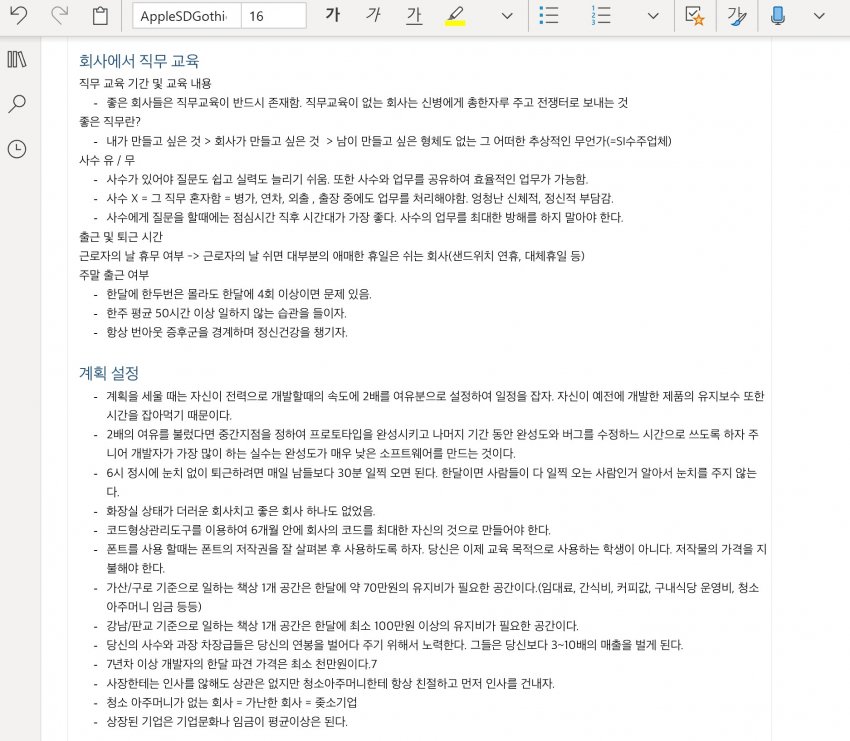 AppleSDGothi
16
가 가 가
가
회사에서 직무 교육
직무 교육 기간 및 교육 내용
- 좋은 회사들은 직무교육이 반드시 존재함. 직무교육이 없는 회사는 신병에게 총한자루 주고 전쟁터로 보내는 것
좋은 직무란?
- 내가 만들고 싶은 것 > 회사가 만들고 싶은 것 > 남이 만들고 싶은 형체도 없는 그 어떠한 추상적인 무언가(=SI수주업체)
사수 유 / 무
- 사수가 있어야 질문도 쉽고 실력도 늘리기 쉬움. 또한 사수와 업무를 공유하여 효율적인 업무가 가능함.
- 사수 X = 그 직무 혼자함 = 병가, 연차, 외출 , 출장 중에도 업무를 처리해야함. 엉청난 신체적, 정신적 부담감.
- 사수에게 질문을 할때에는 점심시간 직후 시간대가 가장 좋다. 사수의 업무를 최대한 방해를 하지 말아야 한다.
출근 및 퇴근 시간
근로자의 날 휴무 여부 -> 근로자의 날 쉬면 대부분의 애매한 휴일은 쉬는 회사(샌드위치 연휴, 대체휴일 등)
주말 출근 여부
- 한달에 한두번은 몰라도 한달에 4회 이상이면 문제 있음.
- 한주 평균 50시간 이상 일하지 않는 습관을 들이자.
- 항상 번아웃 증후군을 경계하며 정신건강을 챙기자.
계획 설정
- 계획을 세울 때는 자신이 전력으로 개발할때의 속도에 2배를 여유분으로 설정하여 일정을 잡자. 자신이 예전에 개발한 제품의 유지보수 또한
시간을 잡아먹기 때문이다.
- 2배의 여유를 불렀다면 중간지점을 정하여 프로토타입을 완성시키고 나머지 기간 동안 완성도와 버그를 수정하느 시간으로 쓰도록 하자 주
니어 개발자가 가장 많이 하는 실수는 완성도가 매우 낮은 소프트웨어를 만드는 것이다.
- 6시 정시에 눈치 없이 퇴근하려면 매일 남들보다 30분 일찍 오면 된다. 한달이면 사람들이 다 일찍 오는 사람인거 알아서 눈치를 주지 않는
다.
- 화장실 상태가 더러운 회사치고 좋은 회사 하나도 없었음.
- 코드형상관리도구를 이용하여 6개월 안에 회사의 코드를 최대한 자신의 것으로 만들어야 한다.
- 폰트를 사용 할때는 폰트의 저작권을 잘 살펴본 후 사용하도록 하자. 당신은 이제 교육 목적으로 사용하는 학생이 아니다. 저작물의 가격을 지
불해야 한다.
- 가산/구로 기준으로 일하는 책상 1개 공간은 한달에 약 70만원의 유지비가 필요한 공간이다.(임대료, 간식비, 커피값, 구내식당 운영비, 청소
아주머니 임금 등등)
- 강남/판교 기준으로 일하는 책상 1개 공간은 한달에 최소 100만원 이상의 유지비가 필요한 공간이다.
- 당신의 사수와 과장 차장급들은 당신의 연봉을 벌어다 주기 위해서 노력한다. 그들은 당신보다 3~10배의 매출을 벌게 된다.
- 7년차 이상 개발자의 한달 파견 가격은 최소 천만원이다.7
- 사장한테는 인사를 않해도 상관은 없지만 청소아주머니한테 항상 친절하고 먼저 인사를 건내자.
- 청소 아주머니가 없는 회사 = 가난한 회사 = 좆소기업
- 상장된 기업은 기업문화나 임금이 평균이상은 된다.